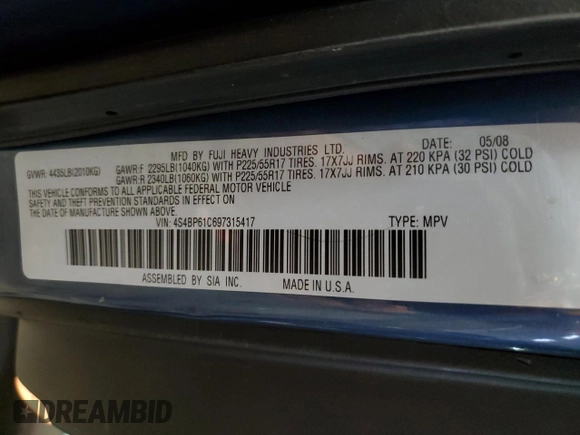 MFD BY FUJI HEAVY INDUSTRIES LTD. DATE: 05/08
GVWR: 4435LB(2010KG) GAWR:F 2295LB(1040KG) WITH P225/55R17 TIRES. 17X7JJ RIMS. AT 220 KPA (32 PSI) COLD
GAWR:R 2340LB(1060KG) WITH P225/55R17 TIRES. 17X7JJ RIMS. AT 210 KPA (30 PSI) COLD
THIS VEHICLE CONFORMS TO ALL APPLICABLE FEDERAL MOTOR VEHICLE
SAFETY AND THEFT PREVENTION STANDARDS IN EFFECT ON
THE DATE OF MANUFACTURE SHOWN ABOVE.
VIN: 4S4BP61C697315417 TYPE: MPV
ASSEMBLED BY SIA INC. MADE IN U.S.A.
DREAMBID